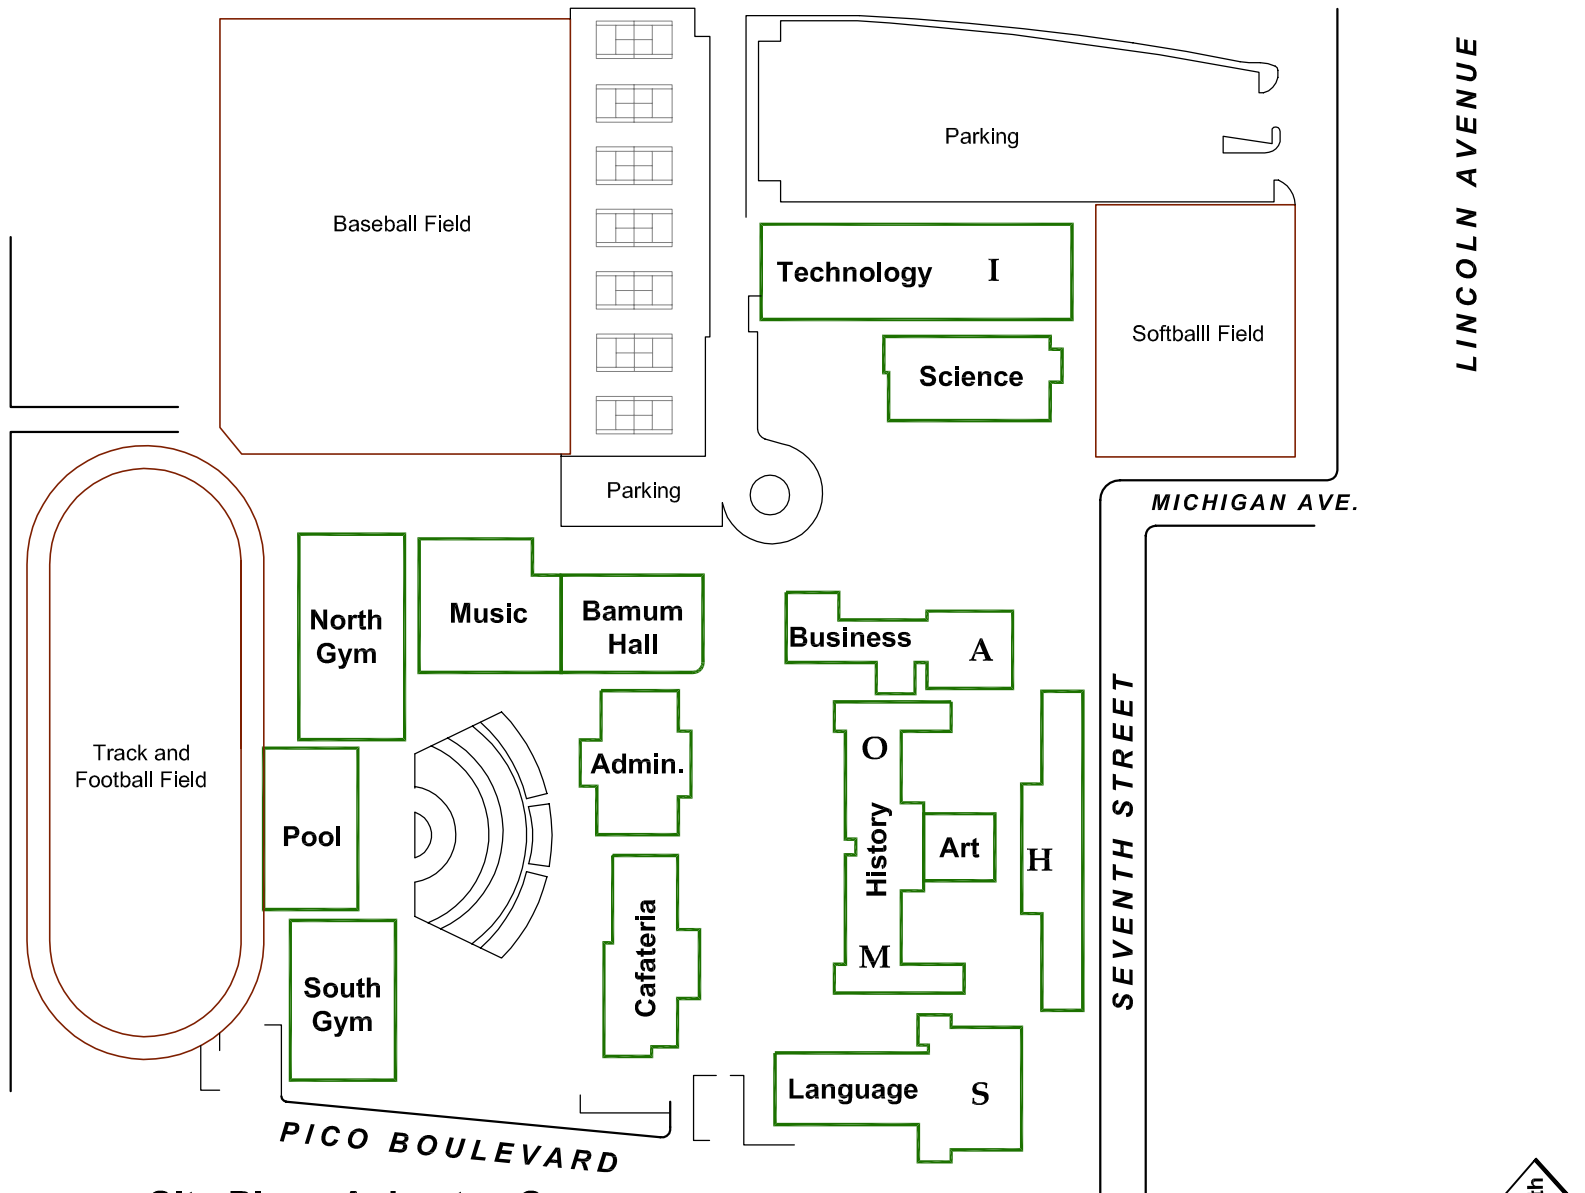 LINCOLN AVENUE
Parking
Baseball Field
Technology I
Softballl Field
Science
Parking
MICHIGAN AVE.
North
Gym
Music
Bamum
Hall
Business A
SEVENTH STREET
Track and
Football Field
Admin.
O
History
M
Art
H
Pool
Cafateria
South
Gym
Language S
PICO BOULEVARD